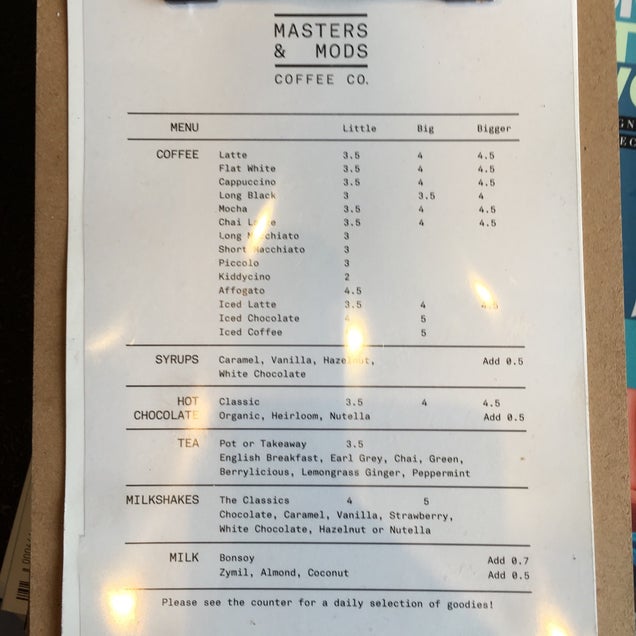 MASTERS
& MODS
COFFEE CO.
MENU Little Big Bigger
COFFEE Latte 3.5 4 4.5
Flat White 3.5 4 4.5
Cappuccino 3.5 4 4.5
Long Black 3 3.5 4
Mocha 3.5 4 4.5
Chai Latte 3.5 4 4.5
Long Macchiato 3
Short Macchiato 3
Piccolo 3
Kiddycino 2
Affogato 4.5
Iced Latte 3.5 4 4.5
Iced Chocolate 4 5
Iced Coffee 5
SYRUPS Caramel, Vanilla, Hazelnut, Add 0.5
White Chocolate
HOT Classic 3.5 4 4.5
CHOCOLATE Organic, Heirloom, Nutella Add 0.5
TEA Pot or Takeaway 3.5
English Breakfast, Earl Grey, Chai, Green,
Berrylicious, Lemongrass Ginger, Peppermint
MILKSHAKES The Classics 4 5
Chocolate, Caramel, Vanilla, Strawberry,
White Chocolate, Hazelnut or Nutella
MILK Bonsoy Add 0.7
Zymil, Almond, Coconut Add 0.5
Please see the counter for a daily selection of goodies!